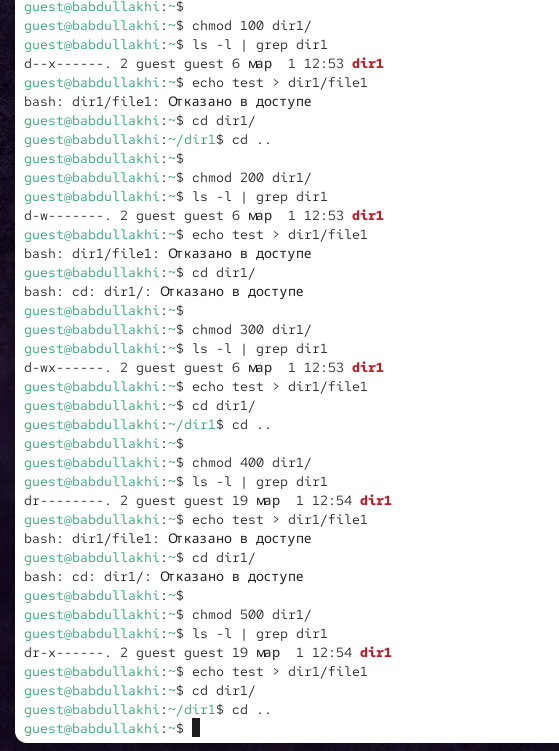 guest@babdullakhi:~$
guest@babdullakhi:~$ chmod 100 dir1/
guest@babdullakhi:~$ ls -l | grep dir1
d--x------. 2 guest guest 6 мар  1 12:53 dir1
guest@babdullakhi:~$ echo test > dir1/file1
bash: dir1/file1: Отказано в доступе
guest@babdullakhi:~$ cd dir1/
guest@babdullakhi:~/dir1$ cd ..
guest@babdullakhi:~$
guest@babdullakhi:~$ chmod 200 dir1/
guest@babdullakhi:~$ ls -l | grep dir1
d-w-------. 2 guest guest 6 мар  1 12:53 dir1
guest@babdullakhi:~$ echo test > dir1/file1
bash: dir1/file1: Отказано в доступе
guest@babdullakhi:~$ cd dir1/
bash: cd: dir1/: Отказано в доступе
guest@babdullakhi:~$
guest@babdullakhi:~$ chmod 300 dir1/
guest@babdullakhi:~$ ls -l | grep dir1
d-wx------. 2 guest guest 6 мар  1 12:53 dir1
guest@babdullakhi:~$ echo test > dir1/file1
guest@babdullakhi:~$ cd dir1/
guest@babdullakhi:~/dir1$ cd ..
guest@babdullakhi:~$
guest@babdullakhi:~$ chmod 400 dir1/
guest@babdullakhi:~$ ls -l | grep dir1
dr--------. 2 guest guest 19 мар  1 12:54 dir1
guest@babdullakhi:~$ echo test > dir1/file1
bash: dir1/file1: Отказано в доступе
guest@babdullakhi:~$ cd dir1/
bash: cd: dir1/: Отказано в доступе
guest@babdullakhi:~$
guest@babdullakhi:~$ chmod 500 dir1/
guest@babdullakhi:~$ ls -l | grep dir1
dr-x------. 2 guest guest 19 мар  1 12:54 dir1
guest@babdullakhi:~$ echo test > dir1/file1
guest@babdullakhi:~$ cd dir1/
guest@babdullakhi:~/dir1$ cd ..
guest@babdullakhi:~$